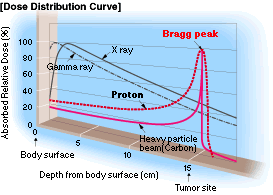 [Dose Distribution Curve]
Bragg peak
100
X ray
80
Gamma ray
60
Proton
40
20
0
Heavy particle
beam(Carbon)
Absorbed Relative Dose (%)
0
5
10
15
Body surface
Depth from body surface (cm)
Tumor site